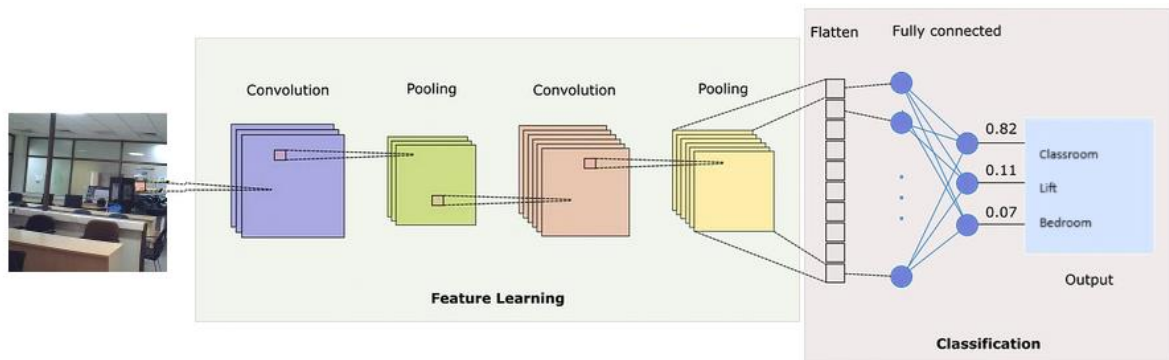 Flatten
Fully connected
Convolution
Pooling
Convolution
Pooling
0.82
Classroom
0.11
Lift
0.07
Bedroom
Output
Feature Learning
Classification